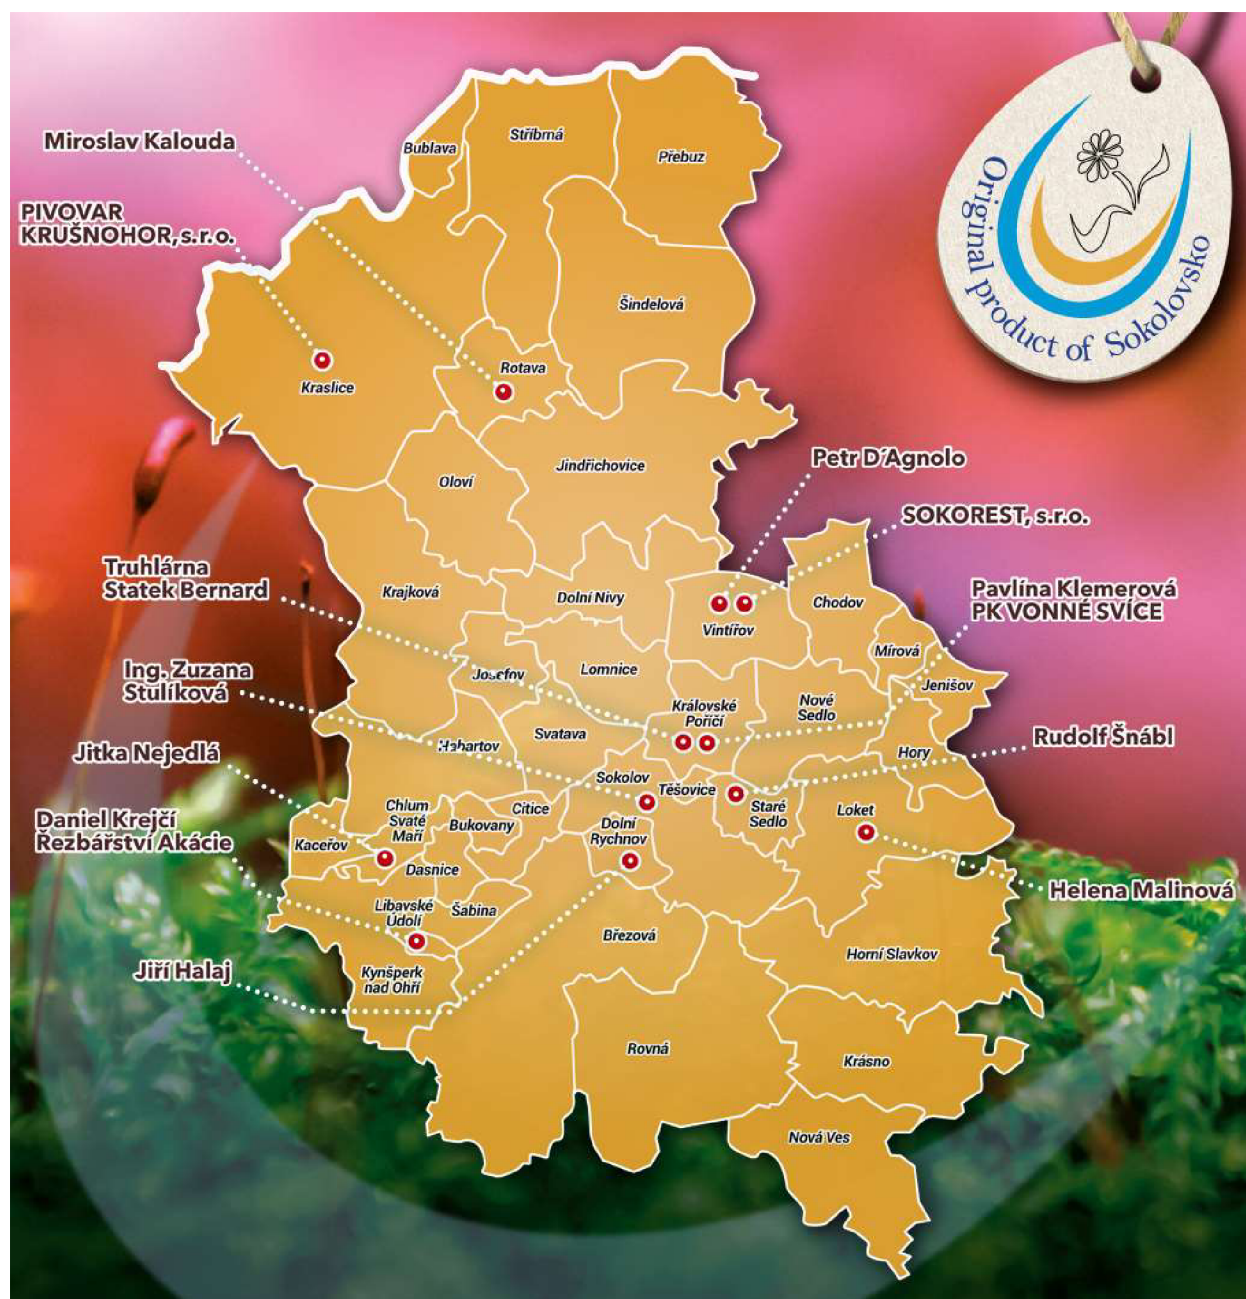 Original product of Sokolovsko
Miroslav Kalouda
PIVOVAR
KRUŠNOHOR, s.r.o.
Bublava
Stříbrná
Přebuz
Šindelová
Kraslice
Rotava
Oloví
Jindřichovice
Petr D´Agnolo
SOKOREST, s.r.o.
Truhlárna
Statek Bernard
Pavlína Klemerová
PK VONNÉ SVÍCE
Krajková
Dolní Nivy
Vintířov
Chodov
Mírová
Jenišov
Ing. Zuzana
Stulíková
Josefov
Lomnice
Královské
Poříčí
Nové
Sedlo
Rudolf Šnábl
Jitka Nejedlá
Habartov
Svatava
Hory
Sokolov
Těšovice
Staré
Sedlo
Loket
Daniel Krejčí
Řezbářství Akácie
Chlum
Svaté
Maří
Citice
Bukovany
Dolní
Rychnov
Kaceřov
Dasnice
Helena Malinová
Libavské
Údolí
Šabina
Březová
Horní Slavkov
Jiří Halaj
Kynšperk
nad Ohří
Rovná
Krásno
Nová Ves